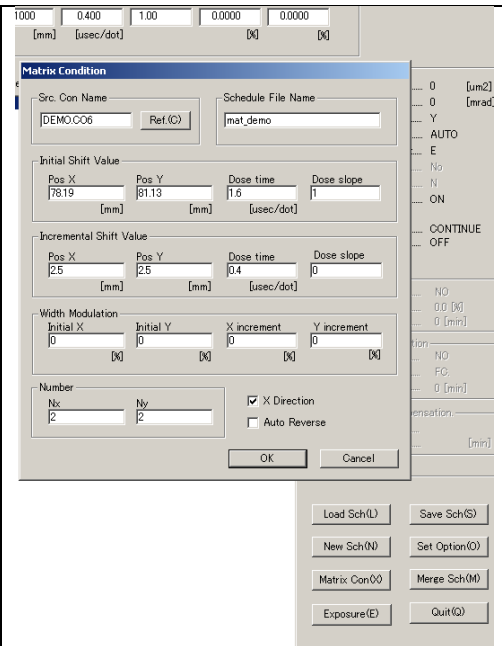 1000 0.400 1.00 0.0000 0.0000
[mm] [usec/dot] [%] [%]
Matrix Condition
Src. Con Name
DEMO.CO6 Ref.(C)
Schedule File Name
mat_demo
Initial Shift Value
Pos X Pos Y Dose time Dose slope
78.19 81.13 1.6 1
[mm] [mm] [usec/dot]
Incremental Shift Value
Pos X Pos Y Dose time Dose slope
2.5 2.5 0.4 0
[mm] [mm] [usec/dot]
Width Modulation
Initial X Initial Y X increment Y increment
0 0 0 0
[%] [%] [%] [%]
Number
Nx Ny
2 2
X Direction
Auto Reverse
OK Cancel
.... 0 [um2]
.... 0 [mrad]
.... Y
.... AUTO
.... E
.... No
.... N
.... ON
.... CONTINUE
.... OFF
.... NO
.... 0.0 [%]
.... 0 [min]
tion
.... NO
.... FC.
.... 0 [min]
ensation.
....
.... [min]
Load Sch(L) Save Sch(S)
New Sch(N) Set Option(O)
Matrix Con(X) Merge Sch(M)
Exposure(E) Quit(Q)